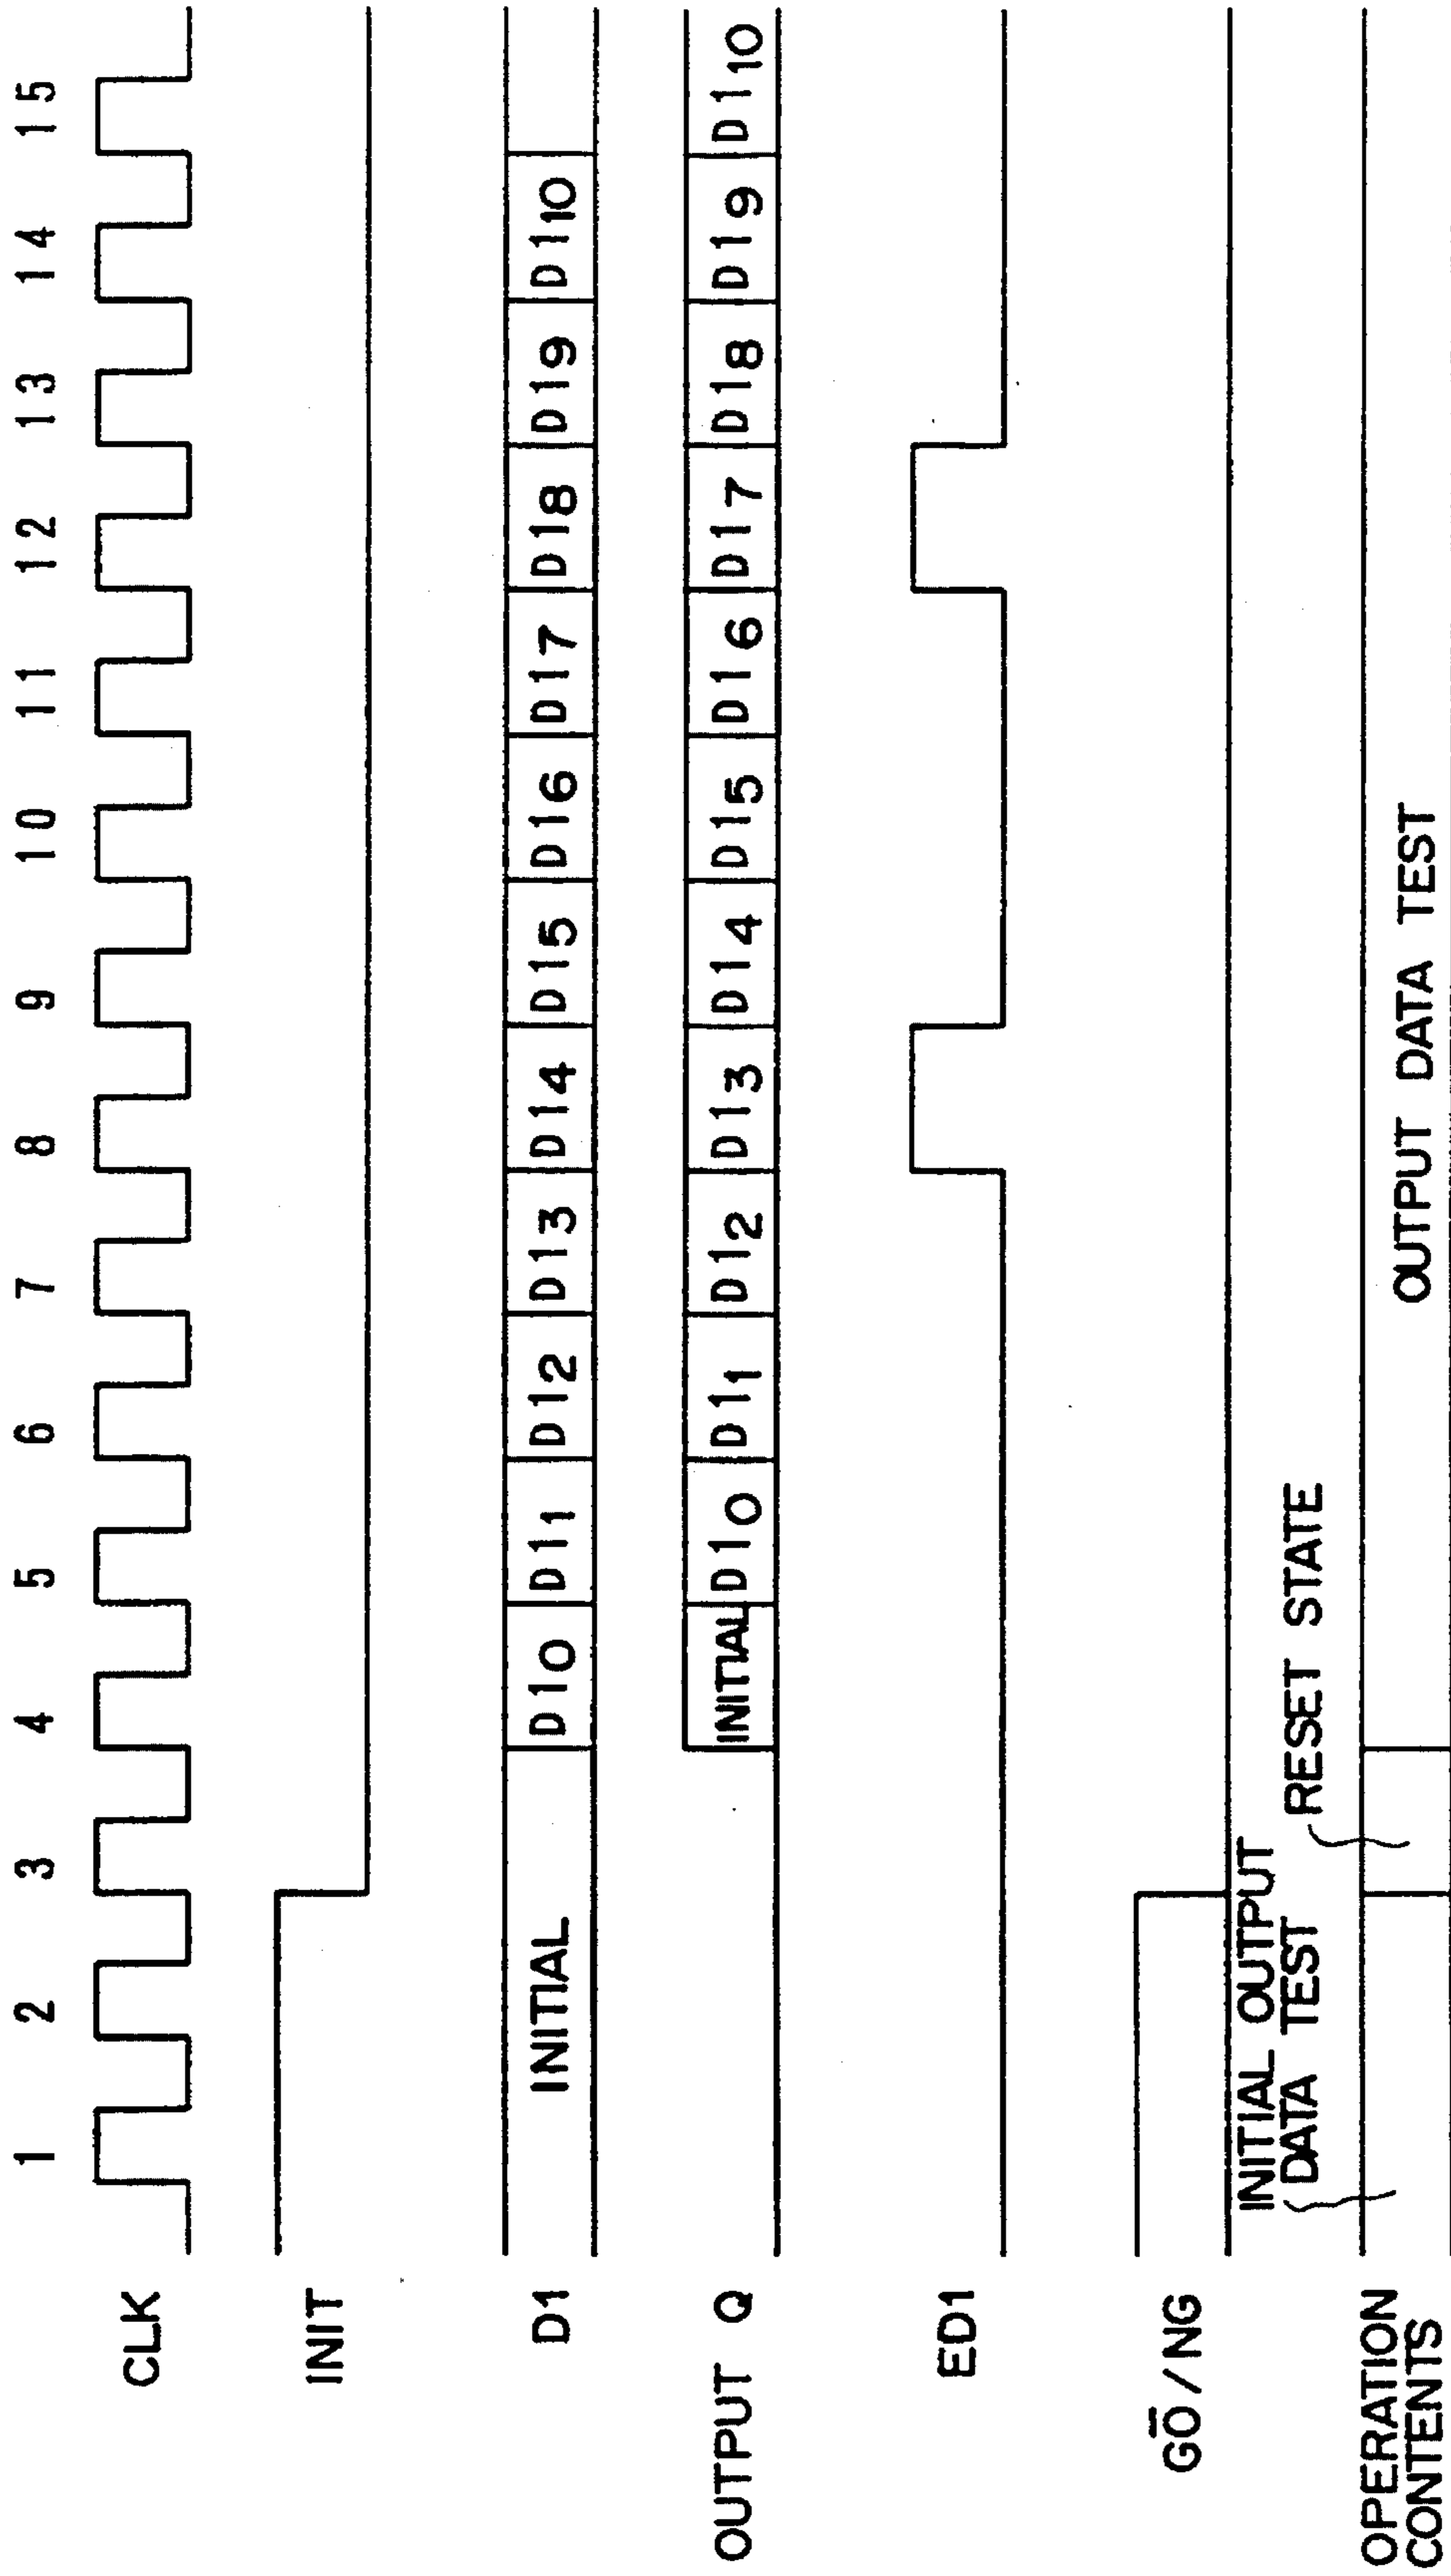 1 2 3 4 5 6 7 8 9 10 11 12 13 14 15
CLK
INIT
D1 INITIAL D10 D11 D12 D13 D14 D15 D16 D17 D18 D19 D110
OUTPUT Q INITIAL D10 D11 D12 D13 D14 D15 D16 D17 D18 D19 D110
ED1
GŌ/NG
INITIAL OUTPUT
DATA TEST
RESET STATE
OPERATION
CONTENTS
OUTPUT DATA TEST